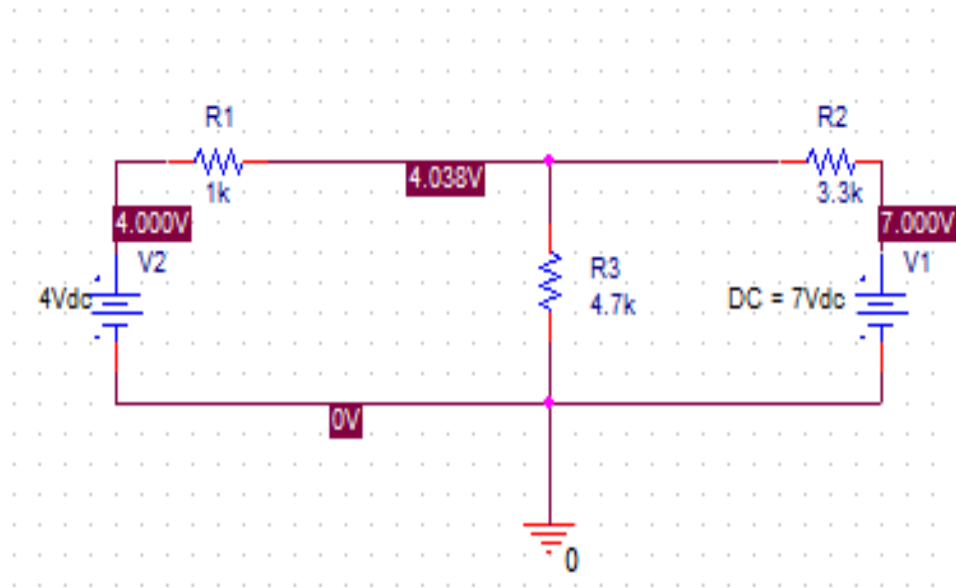 R1
1k
4.038V
R2
3.3k
4.000V
V2
4Vdc
R3
4.7k
7.000V
V1
DC = 7Vdc
0V
0